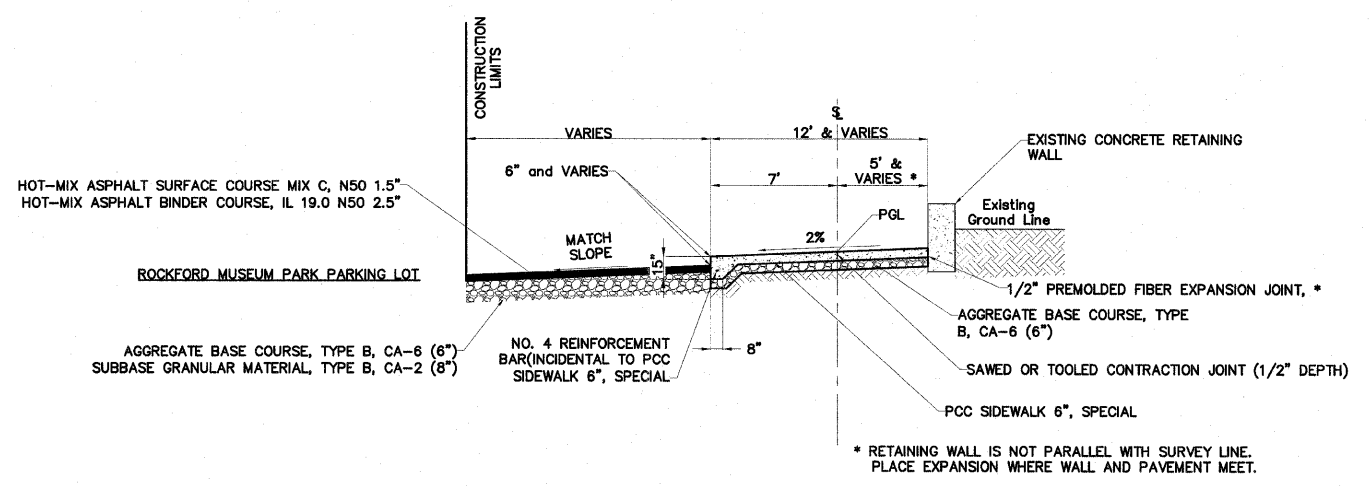 CONSTRUCTION
LIMITS
VARIES
12' & VARIES
6" and VARIES
7'
5' &
VARIES *
EXISTING CONCRETE RETAINING
WALL
HOT-MIX ASPHALT SURFACE COURSE MIX C, N50 1.5"
HOT-MIX ASPHALT BINDER COURSE, IL 19.0 N50 2.5"
PGL
Existing
Ground Line
MATCH
SLOPE
15"
2%
ROCKFORD MUSEUM PARK PARKING LOT
1/2" PREMOLDED FIBER EXPANSION JOINT, *
AGGREGATE BASE COURSE, TYPE
B, CA-6 (6")
AGGREGATE BASE COURSE, TYPE B, CA-6 (6")
SUBBASE GRANULAR MATERIAL, TYPE B, CA-2 (8")
NO. 4 REINFORCEMENT
BAR(INCIDENTAL TO PCC
SIDEWALK 6", SPECIAL
8"
SAWED OR TOOLED CONTRACTION JOINT (1/2" DEPTH)
PCC SIDEWALK 6", SPECIAL
* RETAINING WALL IS NOT PARALLEL WITH SURVEY LINE.
PLACE EXPANSION WHERE WALL AND PAVEMENT MEET.